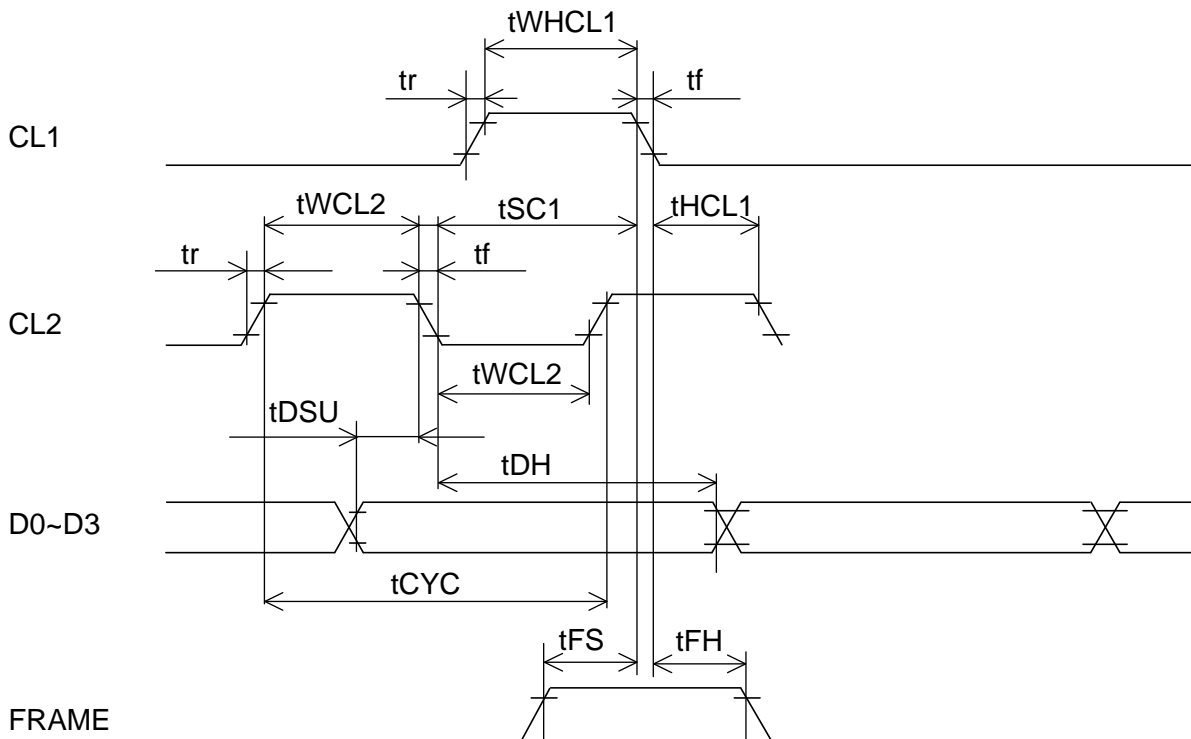 tWHCL1
tr
tf
CL1
tWCL2
tSC1
tHCL1
tr
tf
CL2
tWCL2
tDSU
tDH
D0~D3
tCYC
tFS
tFH
FRAME